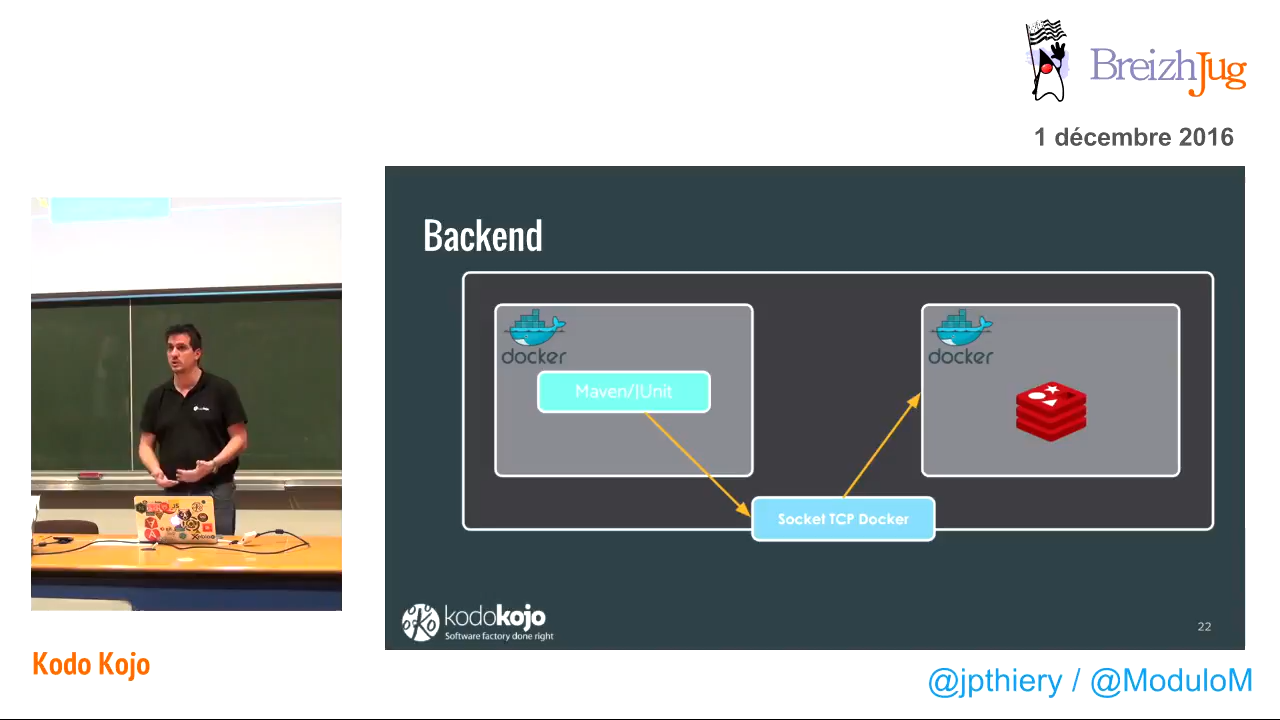 BreizhJug
1 décembre 2016
Backend
docker
docker
Maven/JUnit
Socket TCP Docker
kodokojo
Software factory done right
22
Kodo Kojo
@jpthiery / @ModuloM